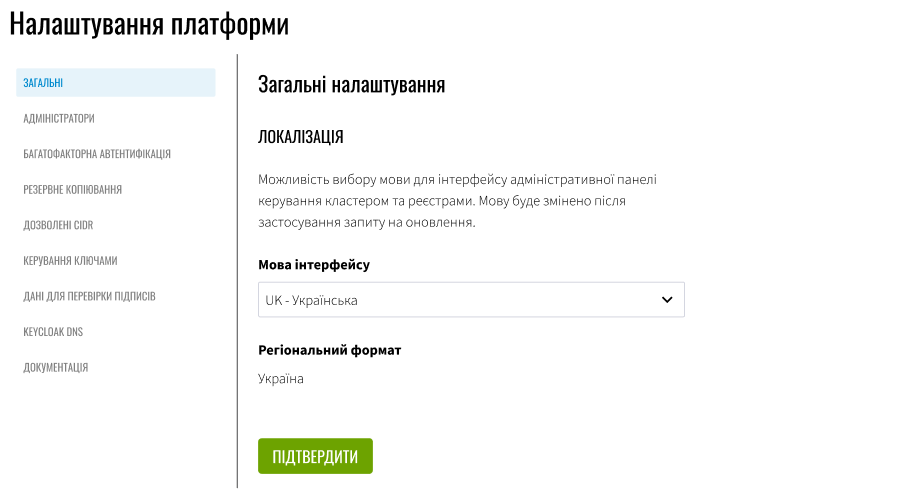 Налаштування платформи
ЗАГАЛЬНІ
АДМІНІСТРАТОРИ
БАГАТОФАКТОРНА АВТЕНТИФІКАЦІЯ
РЕЗЕРВНЕ КОПІЮВАННЯ
ДОЗВОЛЕНІ CIDR
КЕРУВАННЯ КЛЮЧАМИ
ДАНІ ДЛЯ ПЕРЕВІРКИ ПІДПИСІВ
KEYCLOAK DNS
ДОКУМЕНТАЦІЯ
Загальні налаштування
ЛОКАЛІЗАЦІЯ
Можливість вибору мови для інтерфейсу адміністративної панелі
керування кластером та реєстрами. Мову буде змінено після
застосування запиту на оновлення.
Мова інтерфейсу
UK - Українська
Регіональний формат
Україна
ПІДТВЕРДИТИ